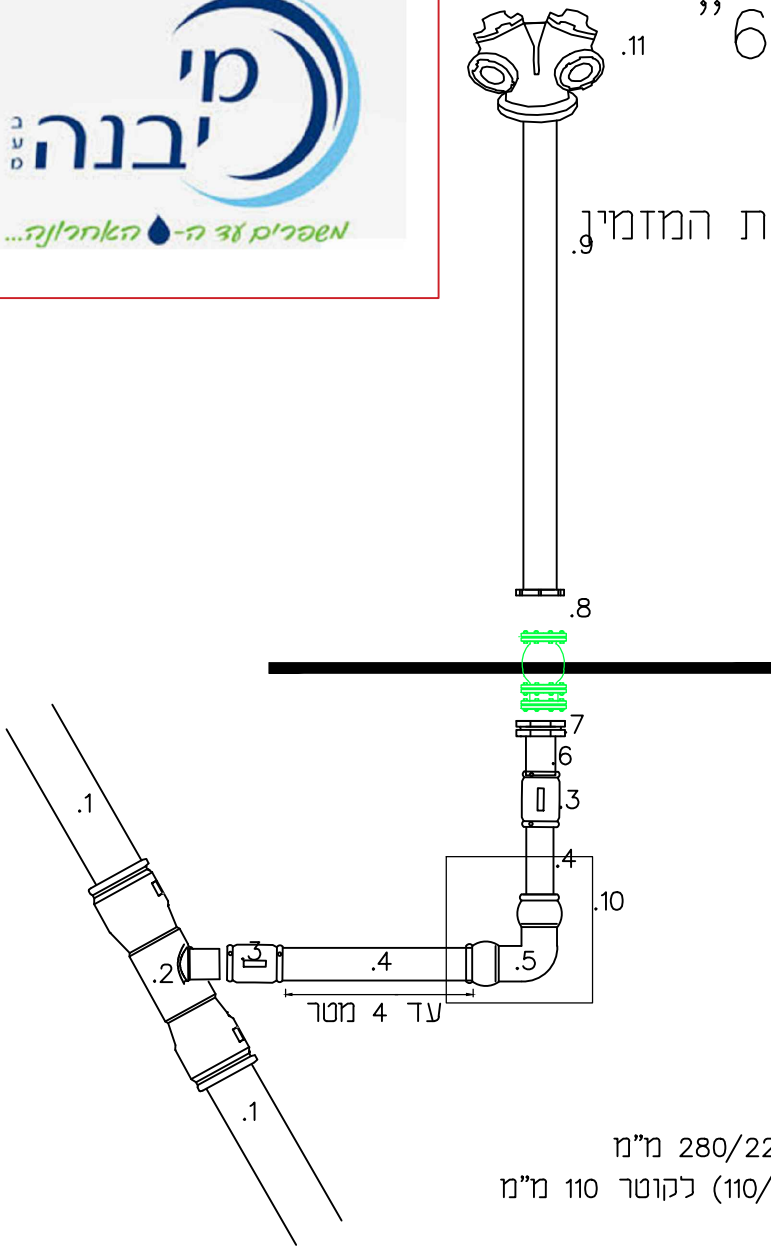 מי
יבנה
בעמ
משפרים עד ה- האחרונה...
6"
.11
ת המזמין
.9
.8
.7
.6
.3
.4
.10
.5
.1
.2
.3
.4
עד 4 מטר
.1
280/22 מ"מ
110/) לקוטר 110 מ"מ